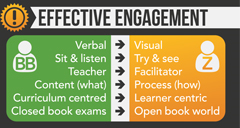 EFFECTIVE ENGAGEMENT
BB
Z
Verbal → Visual
Sit & listen → Try & see
Teacher → Facilitator
Content (what) → Process (how)
Curriculum centred → Learner centric
Closed book exams → Open book world